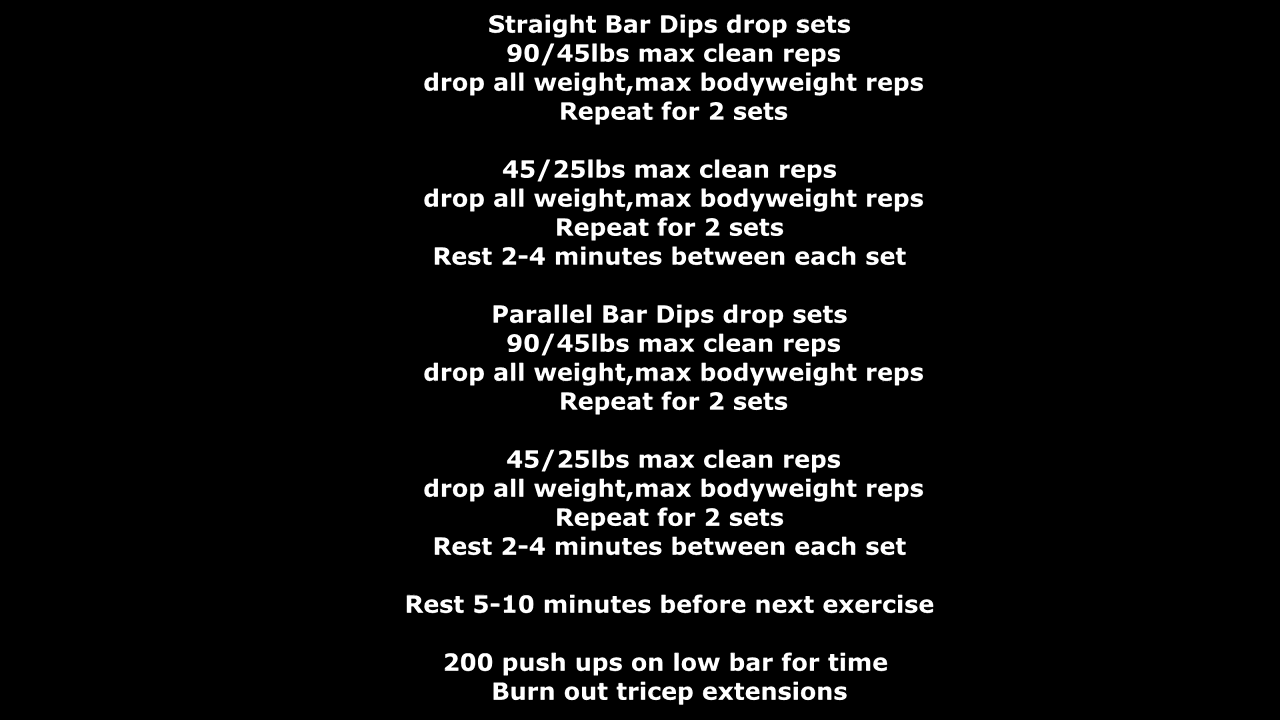 Straight Bar Dips drop sets
90/45lbs max clean reps
drop all weight,max bodyweight reps
Repeat for 2 sets
45/25lbs max clean reps
drop all weight,max bodyweight reps
Repeat for 2 sets
Rest 2-4 minutes between each set
Parallel Bar Dips drop sets
90/45lbs max clean reps
drop all weight,max bodyweight reps
Repeat for 2 sets
45/25lbs max clean reps
drop all weight,max bodyweight reps
Repeat for 2 sets
Rest 2-4 minutes between each set
Rest 5-10 minutes before next exercise
200 push ups on low bar for time
Burn out tricep extensions